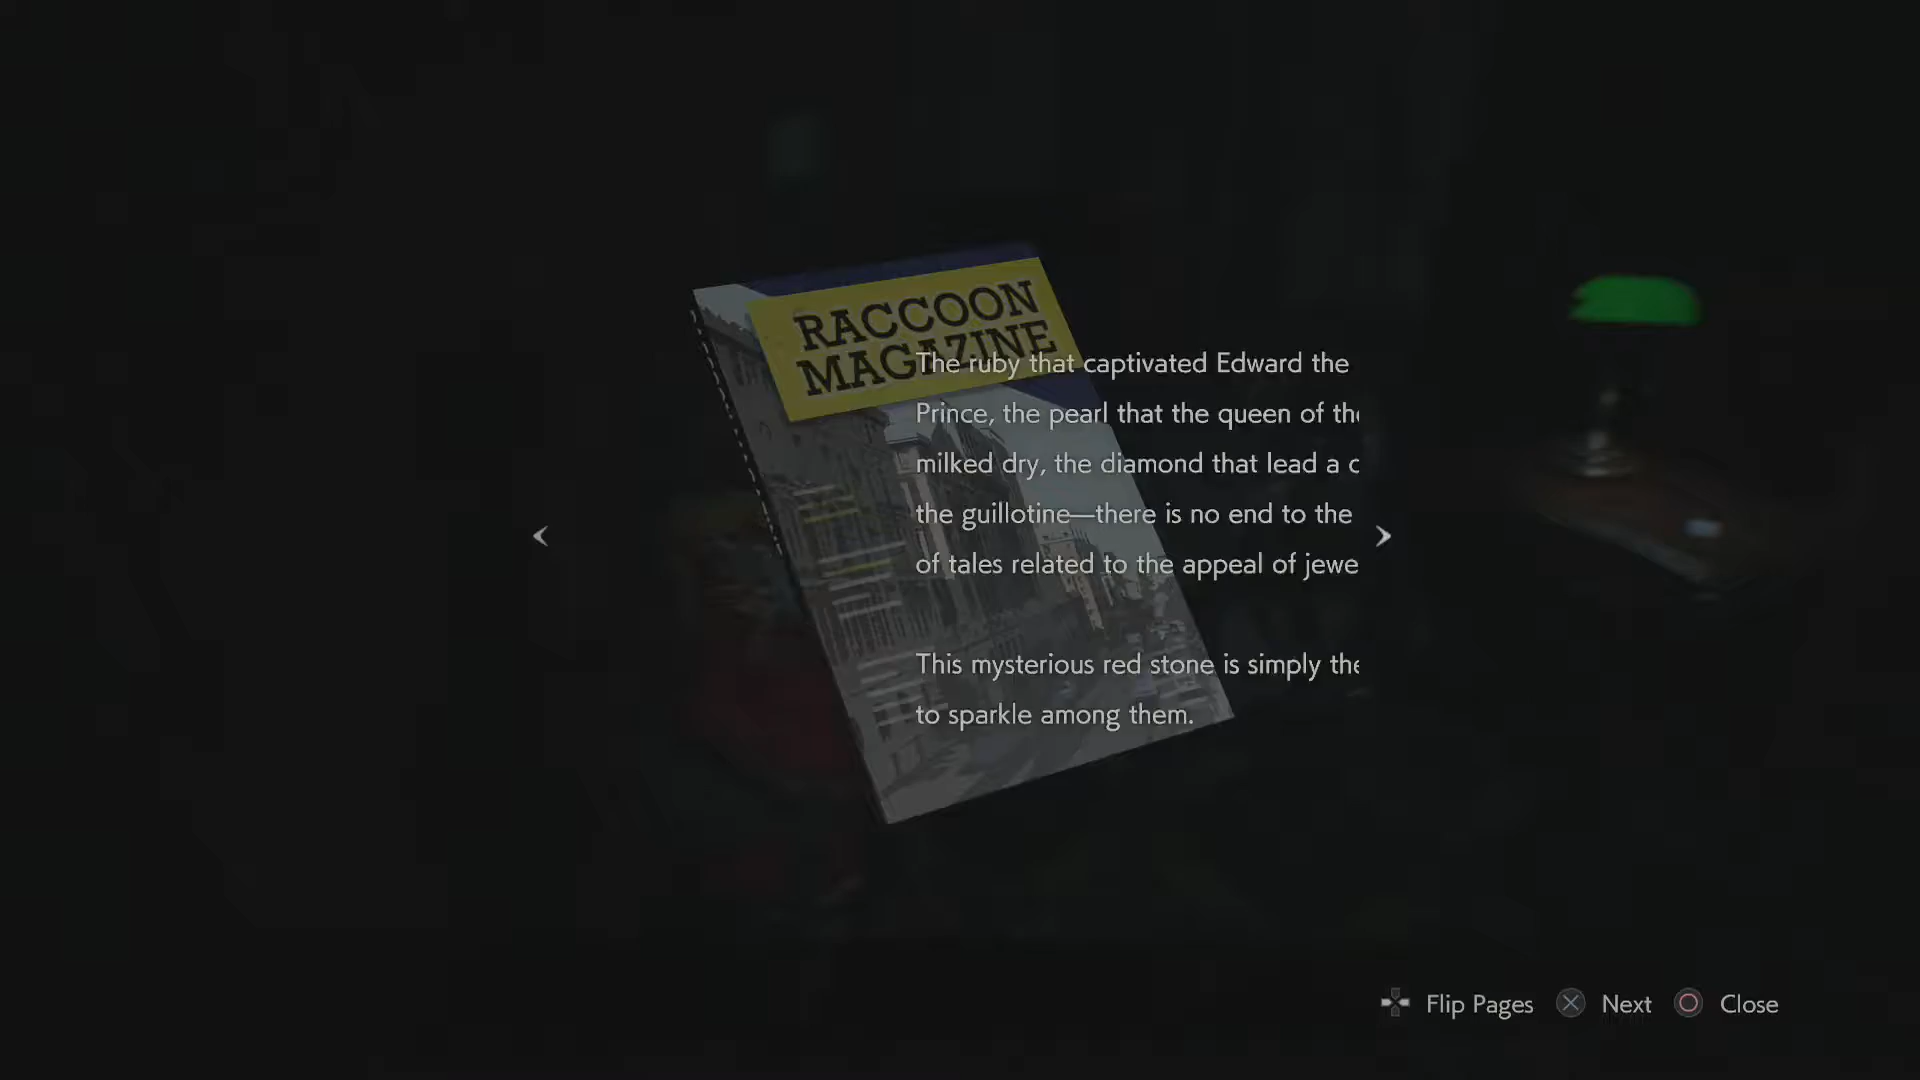 RACCOON
MAGAZINE
The ruby that captivated Edward the
Prince, the pearl that the queen of the
milked dry, the diamond that lead a
the guillotine—there is no end to the
of tales related to the appeal of
This mysterious red stone is simply the
to sparkle among them.
Flip Pages Next Close